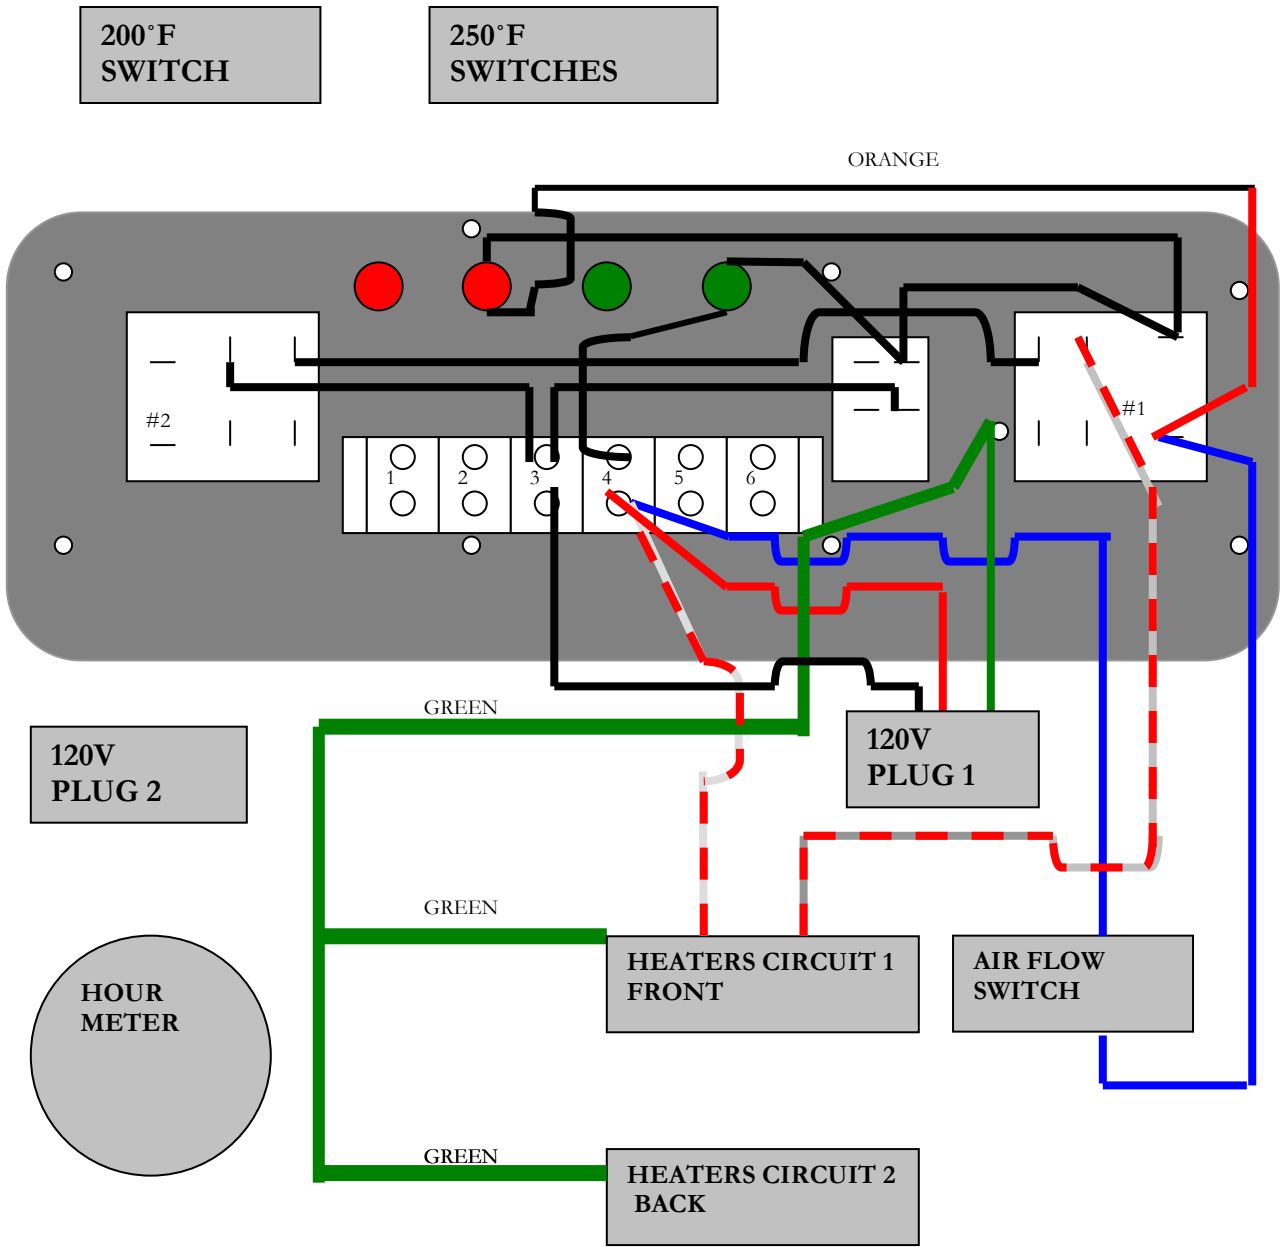 200°F
SWITCH
250°F
SWITCHES
ORANGE
#2
#1
1
2
3
4
5
6
GREEN
120V
PLUG 2
120V
PLUG 1
GREEN
HOUR
METER
HEATERS CIRCUIT 1
FRONT
AIR FLOW
SWITCH
GREEN
HEATERS CIRCUIT 2
BACK